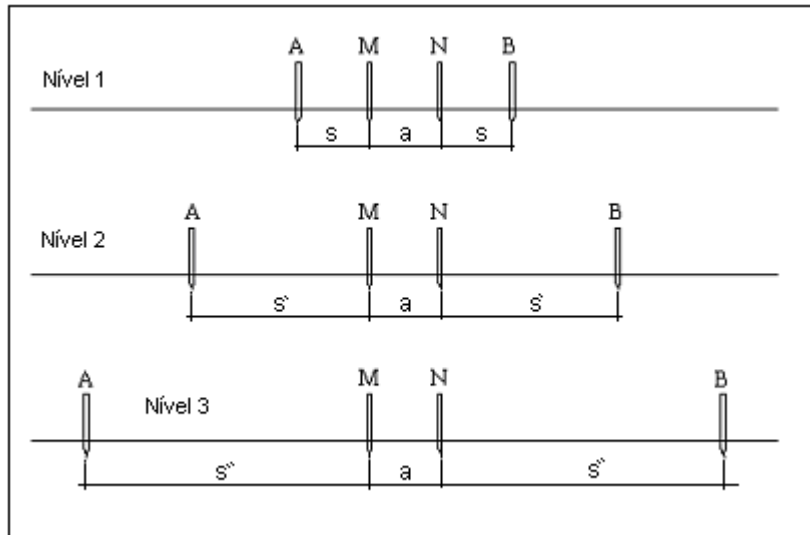 A M N B
Nível 1
s a s
A M N B
Nível 2
s' a s'
A M N B
Nível 3
s" a s"